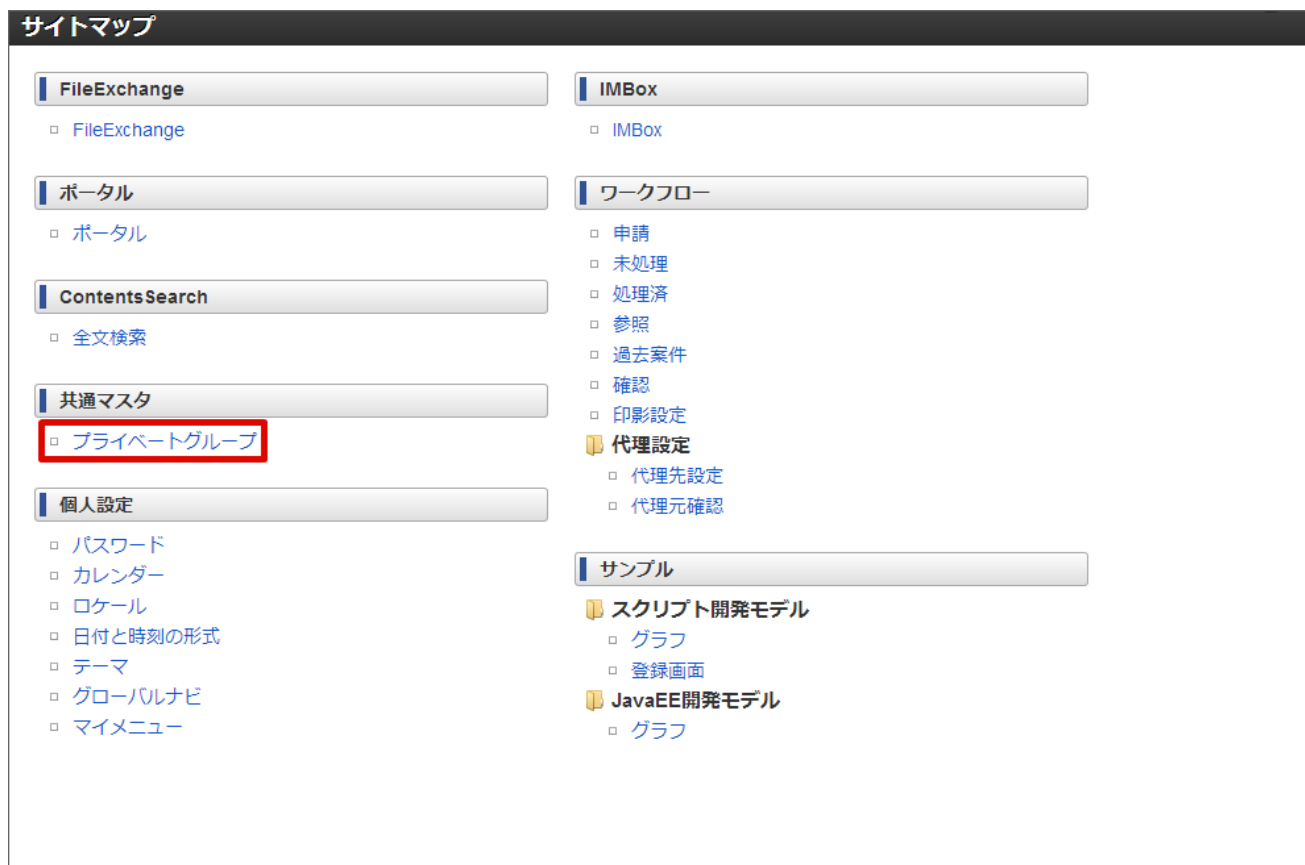 サイトマップ
FileExchange
FileExchange
ポータル
ポータル
ContentsSearch
全文検索
共通マスタ
プライベートグループ
個人設定
パスワード
カレンダー
ロケール
日付と時刻の形式
テーマ
グローバルナビ
マイメニュー
IMBox
IMBox
ワークフロー
申請
未処理
処理済
参照
過去案件
確認
印影設定
代理設定
代理先設定
代理元確認
サンプル
スクリプト開発モデル
グラフ
登録画面
JavaEE開発モデル
グラフ